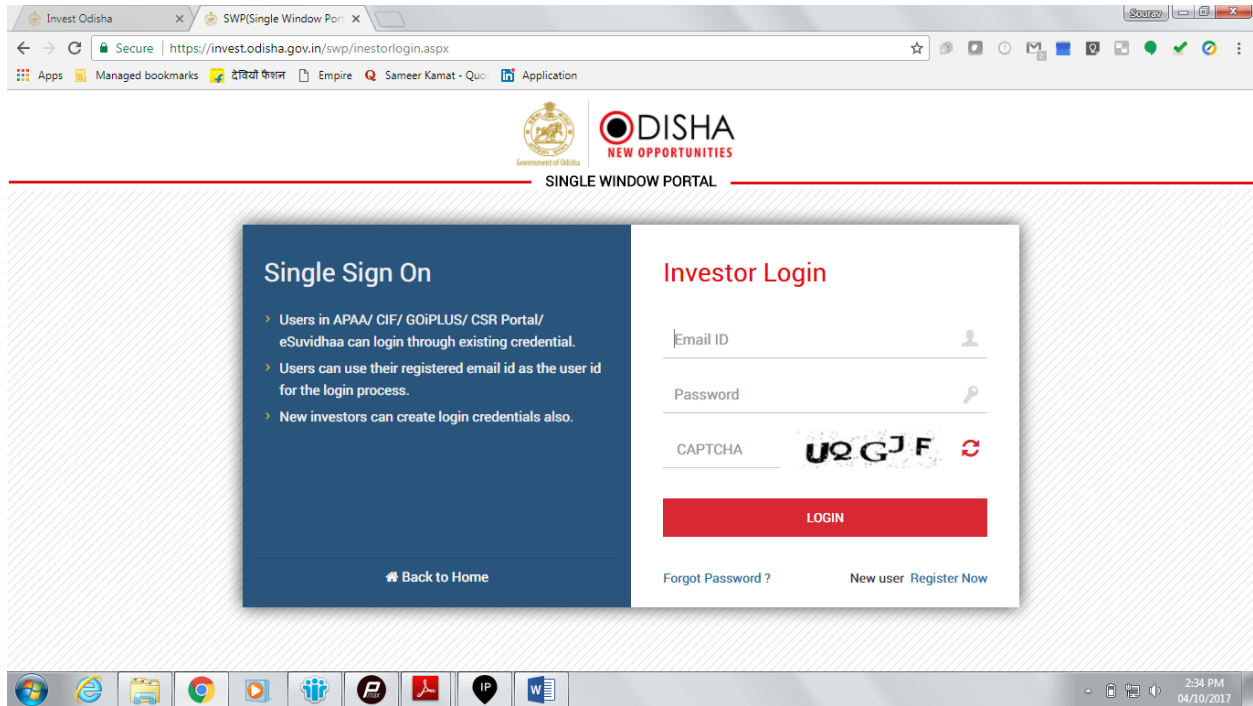 Invest Odisha
SWP(Single Window Port
Sourav
Secure | https://invest.odisha.gov.in/swp/inestorlogin.aspx
Apps Managed bookmarks देवियों फैशन Empire Sameer Kamat - Quo Application
Government of Odisha
ODISHA
NEW OPPORTUNITIES
SINGLE WINDOW PORTAL
Single Sign On
Users in APAA/ CIF/ GOiPLUS/ CSR Portal/
eSuvidhaa can login through existing credential.
Users can use their registered email id as the user id
for the login process.
New investors can create login credentials also.
Back to Home
Investor Login
Email ID
Password
CAPTCHA UQGJF
LOGIN
Forgot Password ? New user Register Now
IP
2:34 PM
04/10/2017